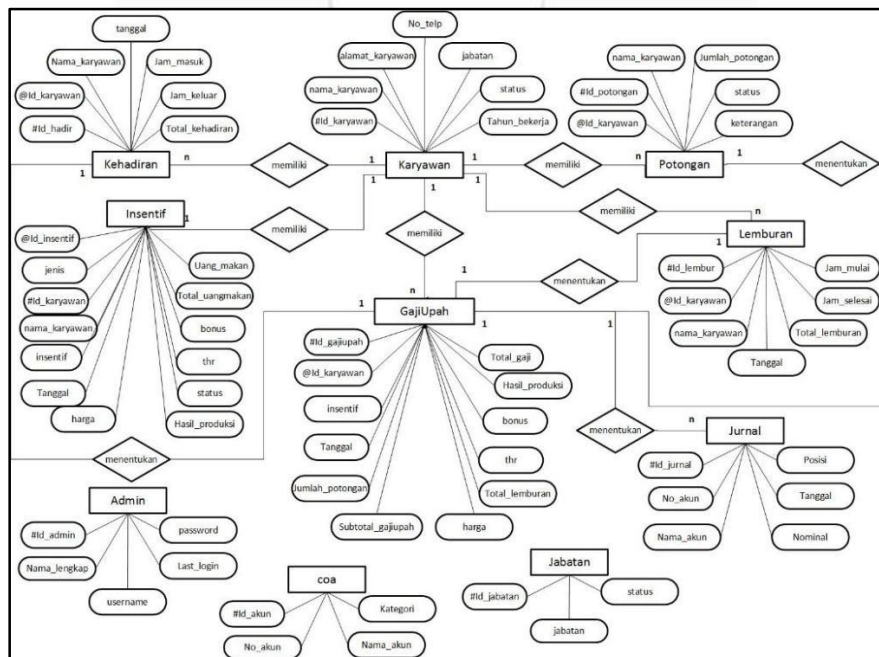 tanggal
Nama_karyawan
Jam_masuk
@Id_karyawan
Jam_keluar
#Id_hadir
Total_kehadiran
Kehadiran
1
n
memiliki
1
No_telp
alamat_karyawan
jabatan
nama_karyawan
status
#Id_karyawan
Tahun_bekerja
Karyawan
1
1
1
1
memiliki
n
nama_karyawan
Jumlah_potongan
#Id_potongan
status
@Id_karyawan
keterangan
Potongan
1
menentukan
Insentif
1
memiliki
memiliki
memiliki
n
Lemburan
1
@Id_insentif
Uang_makan
jenis
Total_uangmakan
#Id_karyawan
bonus
nama_karyawan
thr
insentif
status
Tanggal
harga
Hasil_produksi
n
1
menentukan
1
GajiUpah
1
1
#Id_lembur
Jam_mulai
@Id_karyawan
Jam_selesai
nama_karyawan
Total_lemburan
Tanggal
#Id_gajiupah
Total_gaji
@Id_karyawan
Hasil_produksi
insentif
bonus
Tanggal
thr
Jumlah_potongan
Total_lemburan
Subtotal_gajiupah
harga
menentukan
menentukan
n
Jurnal
#Id_jurnal
Posisi
No_akun
Tanggal
Nama_akun
Nominal
Admin
#Id_admin
password
Nama_lengkap
Last_login
username
coa
#Id_akun
Kategori
No_akun
Nama_akun
Jabatan
#Id_jabatan
status
jabatan